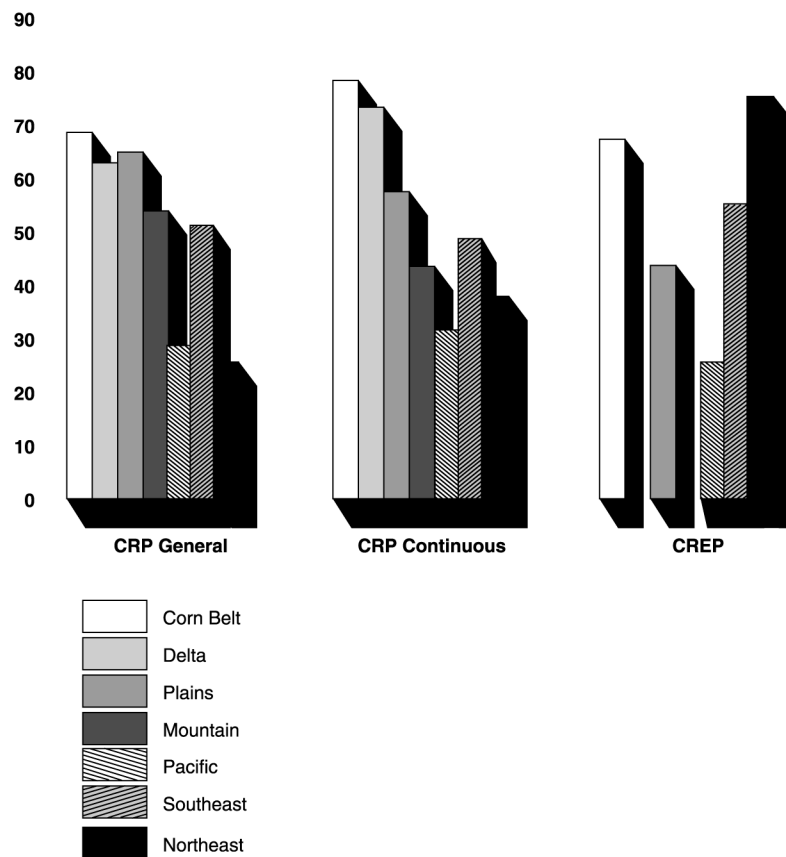 90
80
70
60
50
40
30
20
10
0
CRP General CRP Continuous CREP
Corn Belt
Delta
Plains
Mountain
Pacific
Southeast
Northeast